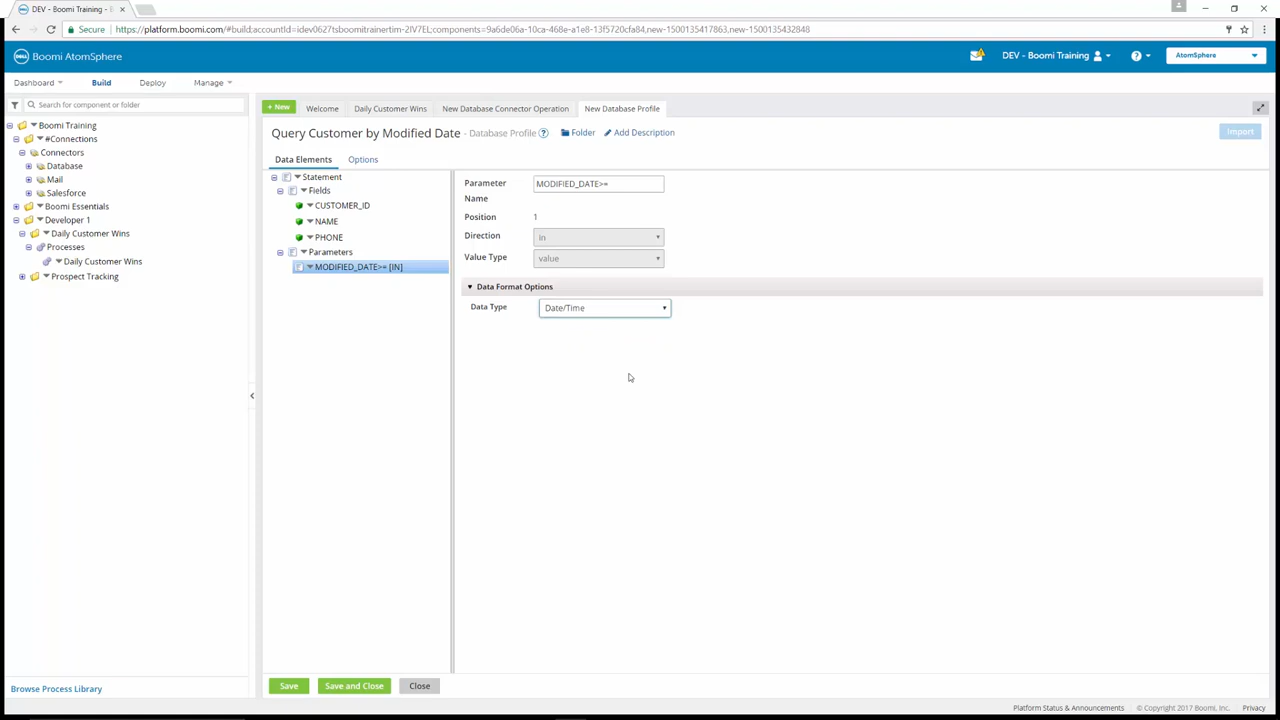 DEV - Boomi Training - B
Secure
https://platform.boomi.com/#build;accountId=idev0627tsboomitrainertim-2IV7EL;components=9a6de06a-10ca-468e-a1e8-13f5720cfa84,new-1500135417863,new-1500135432848
DELL Boomi AtomSphere
DEV - Boomi Training
AtomSphere
Dashboard
Build
Deploy
Manage
Search for component or folder
+ New
Welcome
Daily Customer Wins
New Database Connector Operation
New Database Profile
Boomi Training
#Connections
Connectors
Database
Mail
Salesforce
Boomi Essentials
Developer 1
Daily Customer Wins
Processes
Daily Customer Wins
Prospect Tracking
Browse Process Library
Query Customer by Modified Date - Database Profile
Folder
Add Description
Import
Data Elements
Options
Statement
Fields
CUSTOMER_ID
NAME
PHONE
Parameters
MODIFIED_DATE>= [IN]
Parameter Name
MODIFIED_DATE>=
Position
1
Direction
in
Value Type
value
Data Format Options
Data Type
Date/Time
Save
Save and Close
Close
Platform Status & Announcements
© Copyright 2017 Boomi, Inc.
Privacy